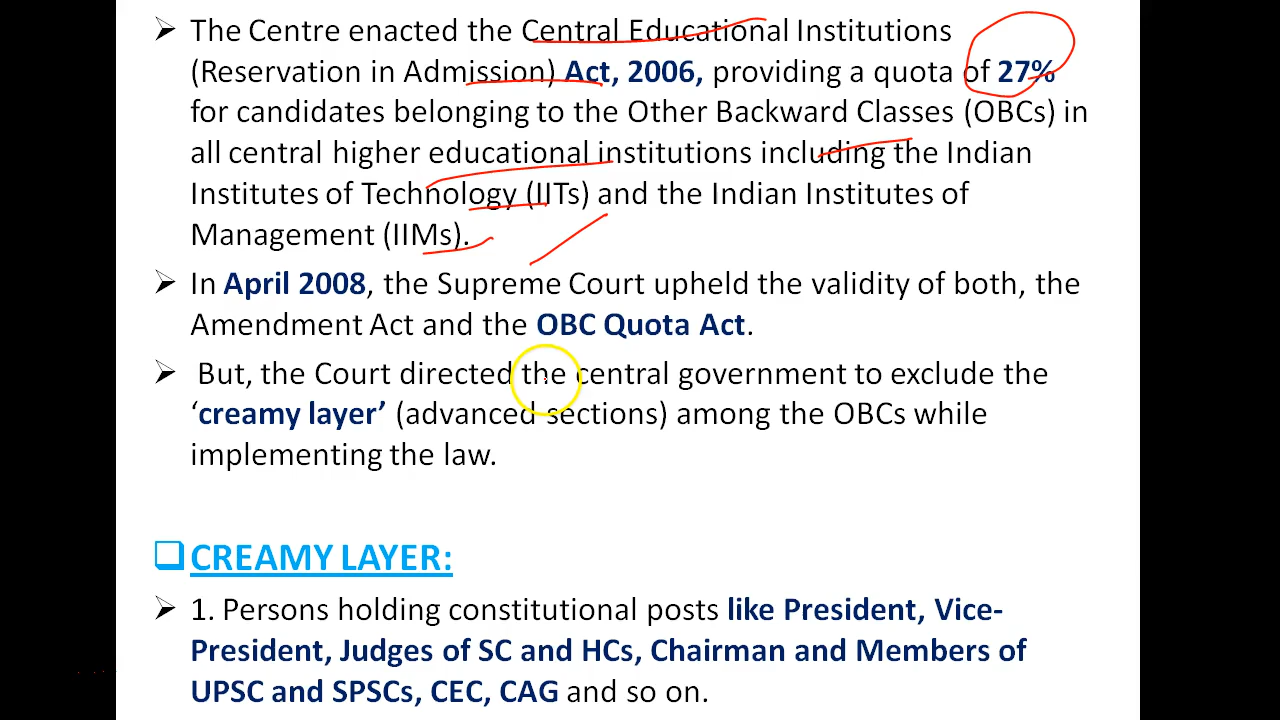 ➢ The Centre enacted the Central Educational Institutions
(Reservation in Admission) Act, 2006, providing a quota of 27%
for candidates belonging to the Other Backward Classes (OBCs) in
all central higher educational institutions including the Indian
Institutes of Technology (IITs) and the Indian Institutes of
Management (IIMs).
➢ In April 2008, the Supreme Court upheld the validity of both, the
Amendment Act and the OBC Quota Act.
➢ But, the Court directed the central government to exclude the
‘creamy layer’ (advanced sections) among the OBCs while
implementing the law.
❑ CREAMY LAYER:
➢ 1. Persons holding constitutional posts like President, Vice-
President, Judges of SC and HCs, Chairman and Members of
UPSC and SPSCs, CEC, CAG and so on.